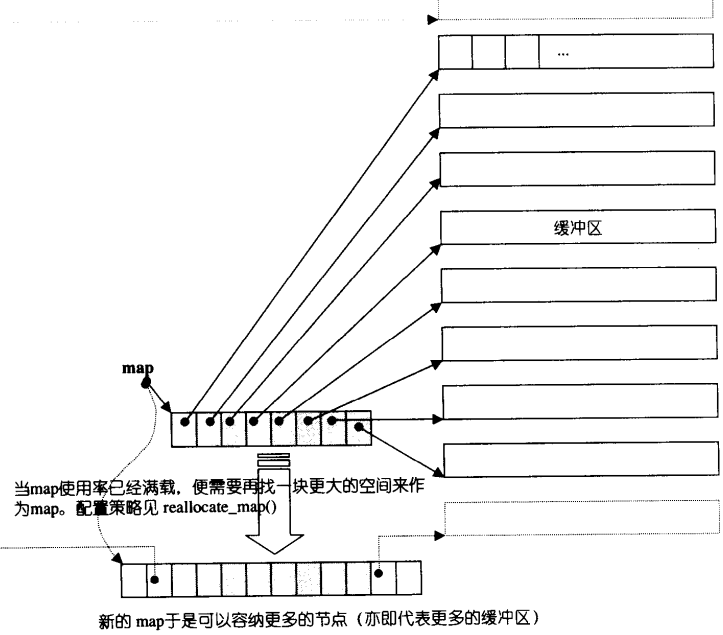 ...
缓冲区
map
当map使用率已经满载，便需要再找一块更大的空间来作
为map。配置策略见 reallocate_map()
新的 map于是可以容纳更多的节点（亦即代表更多的缓冲区）